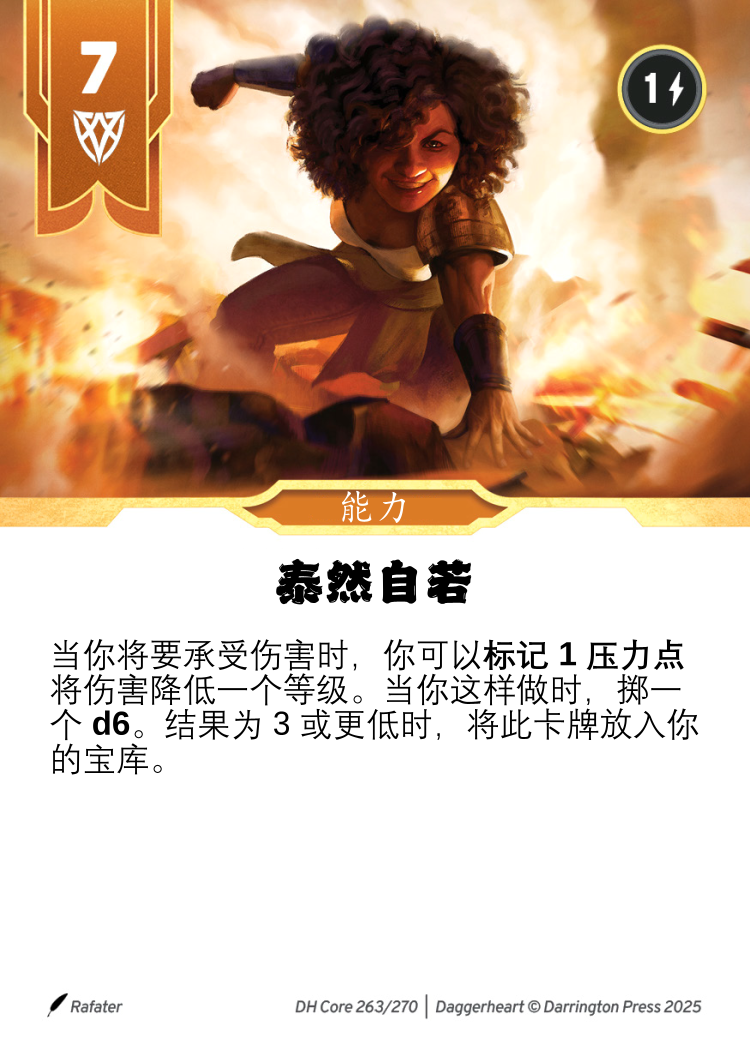 7
1
能力
泰然自若
当你将要承受伤害时，你可以标记 1 压力点
将伤害降低一个等级。当你这样做时，掷一
个 d6。结果为 3 或更低时，将此卡牌放入你
的宝库。
Rafater
DH Core 263/270 | Daggerheart © Darrington Press 2025